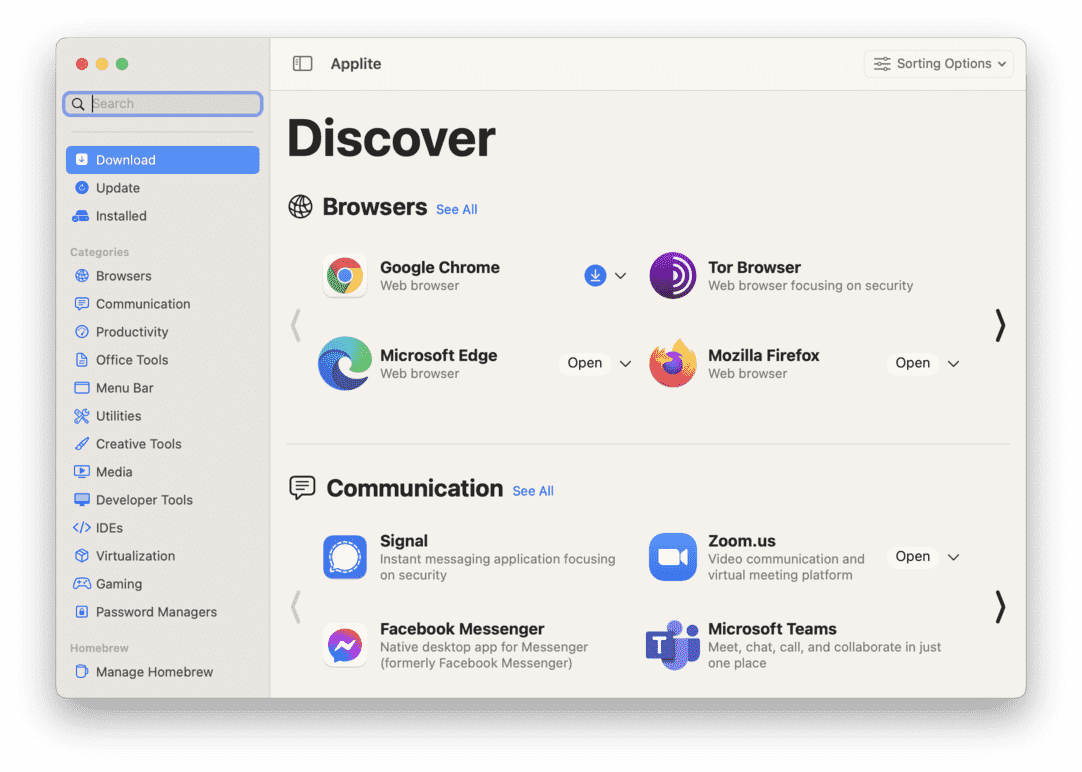 Applite
Sorting Options
Search
Download
Update
Installed
Categories
Browsers
Communication
Productivity
Office Tools
Menu Bar
Utilities
Creative Tools
Media
Developer Tools
</> IDEs
Virtualization
Gaming
Password Managers
Homebrew
Manage Homebrew
Discover
Browsers See All
Google Chrome
Web browser
Tor Browser
Web browser focusing on security
Microsoft Edge
Web browser
Open
Mozilla Firefox
Web browser
Open
Communication See All
Signal
Instant messaging application focusing
on security
Zoom.us
Video communication and
virtual meeting platform
Open
Facebook Messenger
Native desktop app for Messenger
(formerly Facebook Messenger)
T
Microsoft Teams
Meet, chat, call, and collaborate in just
one place